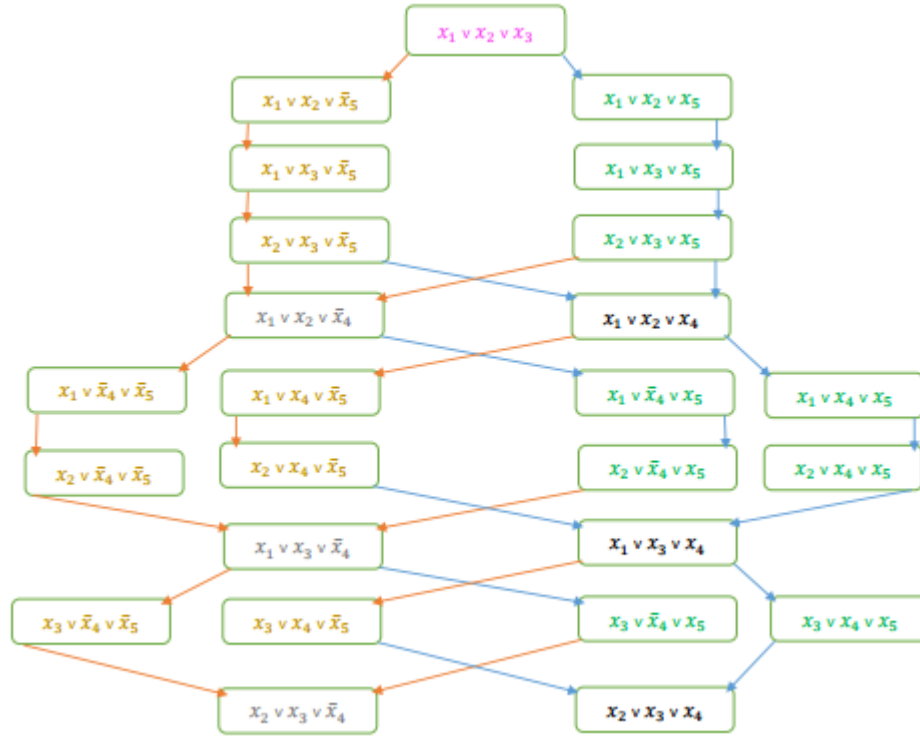 x₁ ∨ x₂ ∨ x₃
x₁ ∨ x₂ ∨ x̄₅
x₁ ∨ x₂ ∨ x₅
x₁ ∨ x₃ ∨ x̄₅
x₁ ∨ x₃ ∨ x₅
x₂ ∨ x₃ ∨ x̄₅
x₂ ∨ x₃ ∨ x₅
x₁ ∨ x₂ ∨ x̄₄
x₁ ∨ x₂ ∨ x₄
x₁ ∨ x̄₄ ∨ x̄₅
x₁ ∨ x₄ ∨ x̄₅
x₁ ∨ x̄₄ ∨ x₅
x₁ ∨ x₄ ∨ x₅
x₂ ∨ x̄₄ ∨ x̄₅
x₂ ∨ x₄ ∨ x̄₅
x₂ ∨ x̄₄ ∨ x₅
x₂ ∨ x₄ ∨ x₅
x₁ ∨ x₃ ∨ x̄₄
x₁ ∨ x₃ ∨ x₄
x₃ ∨ x̄₄ ∨ x̄₅
x₃ ∨ x₄ ∨ x̄₅
x₃ ∨ x̄₄ ∨ x₅
x₃ ∨ x₄ ∨ x₅
x₂ ∨ x₃ ∨ x̄₄
x₂ ∨ x₃ ∨ x₄